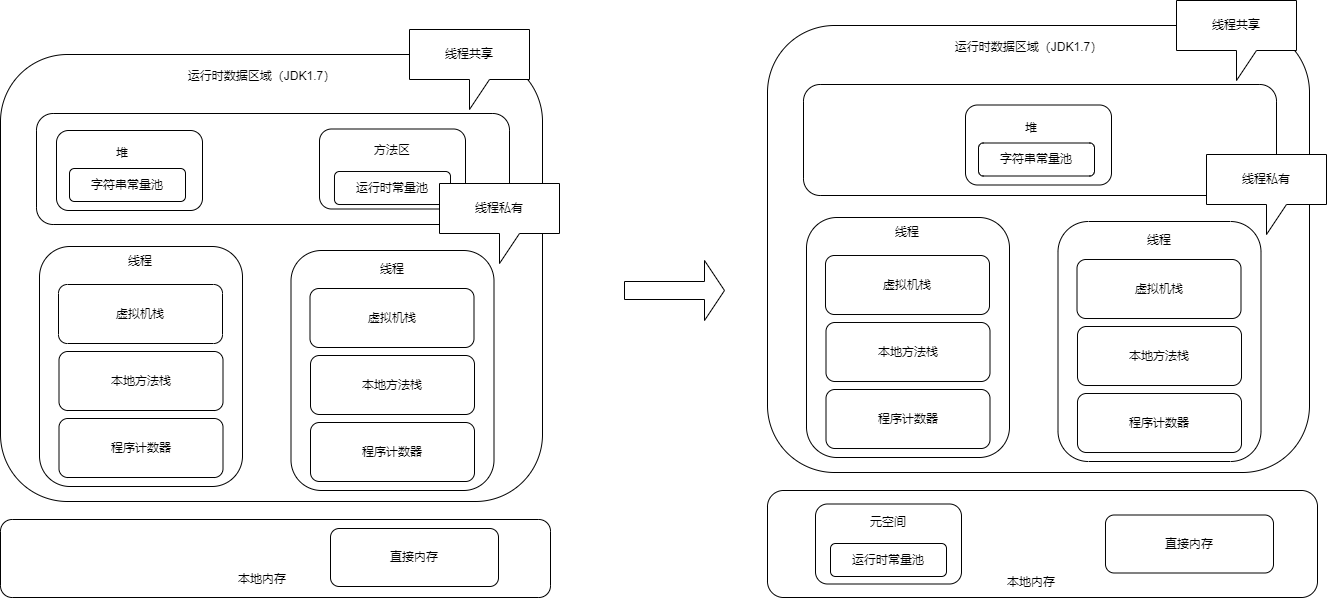 线程共享
运行时数据区域（JDK1.7）
堆
字符串常量池
方法区
运行时常量池
线程私有
线程
虚拟机栈
本地方法栈
程序计数器
线程
虚拟机栈
本地方法栈
程序计数器
直接内存
本地内存
线程共享
运行时数据区域（JDK1.7）
堆
字符串常量池
线程私有
线程
虚拟机栈
本地方法栈
程序计数器
线程
虚拟机栈
本地方法栈
程序计数器
元空间
运行时常量池
直接内存
本地内存